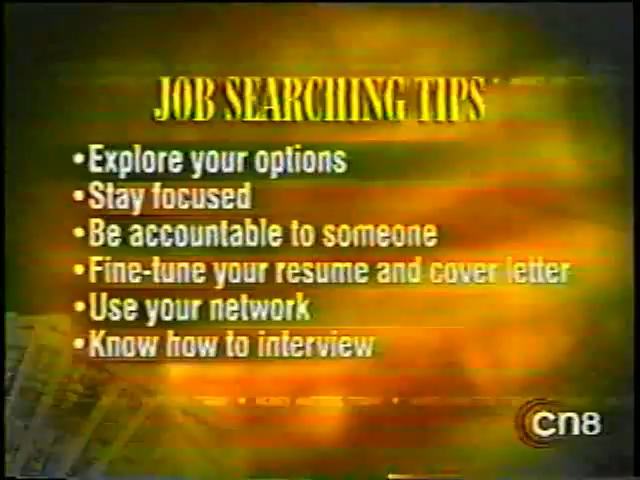 JOB SEARCHING TIPS
•Explore your options
•Stay focused
•Be accountable to someone
•Fine-tune your resume and cover letter
•Use your network
•Know how to interview
cn8